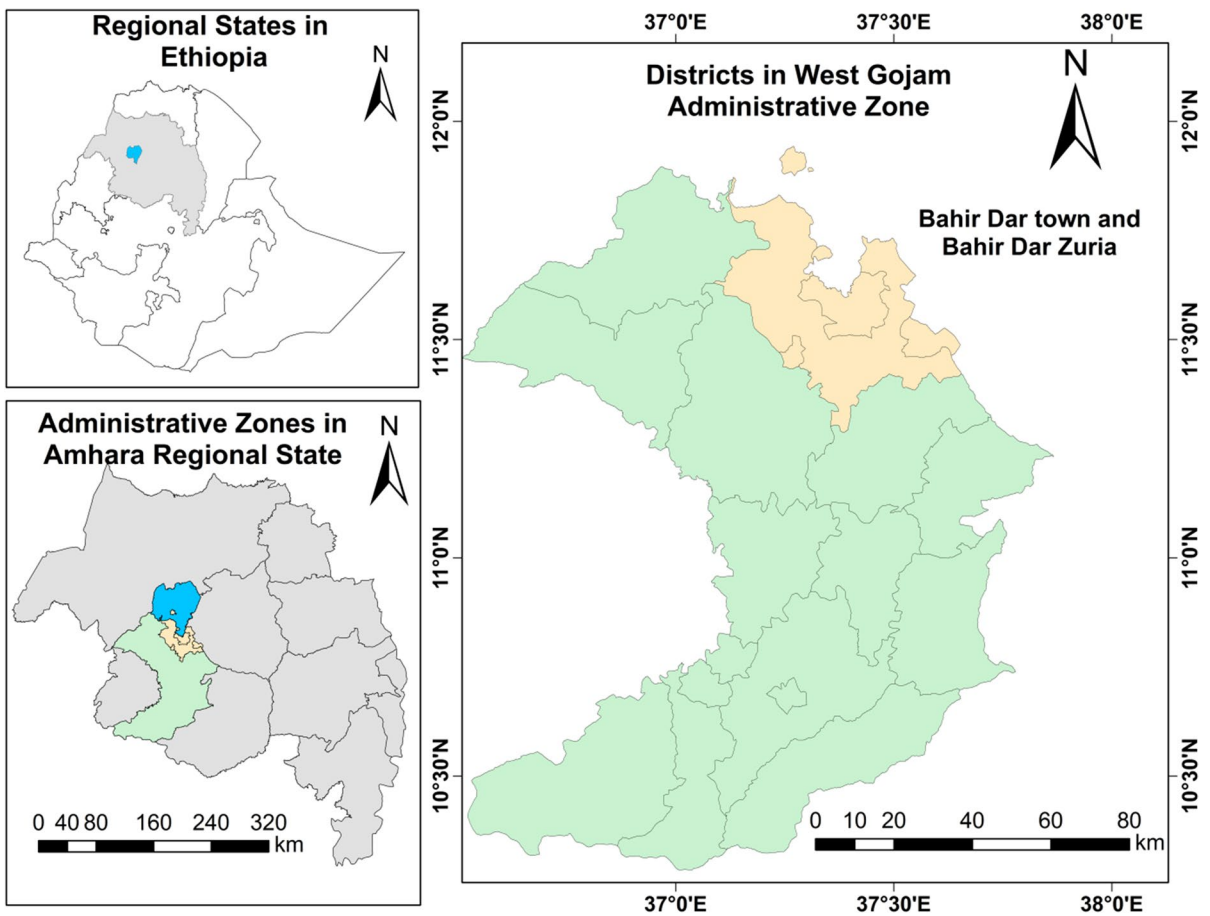 Regional States in
Ethiopia
N
Administrative Zones in
Amhara Regional State
N
0 40 80 160 240 320
km
37°0'E 37°30'E 38°0'E
Districts in West Gojam
Administrative Zone
N
Bahir Dar town and
Bahir Dar Zuria
12°0'N
11°30'N
11°0'N
10°30'N
12°0'N
11°30'N
11°0'N
10°30'N
0 10 20 40 60 80
km
37°0'E 37°30'E 38°0'E